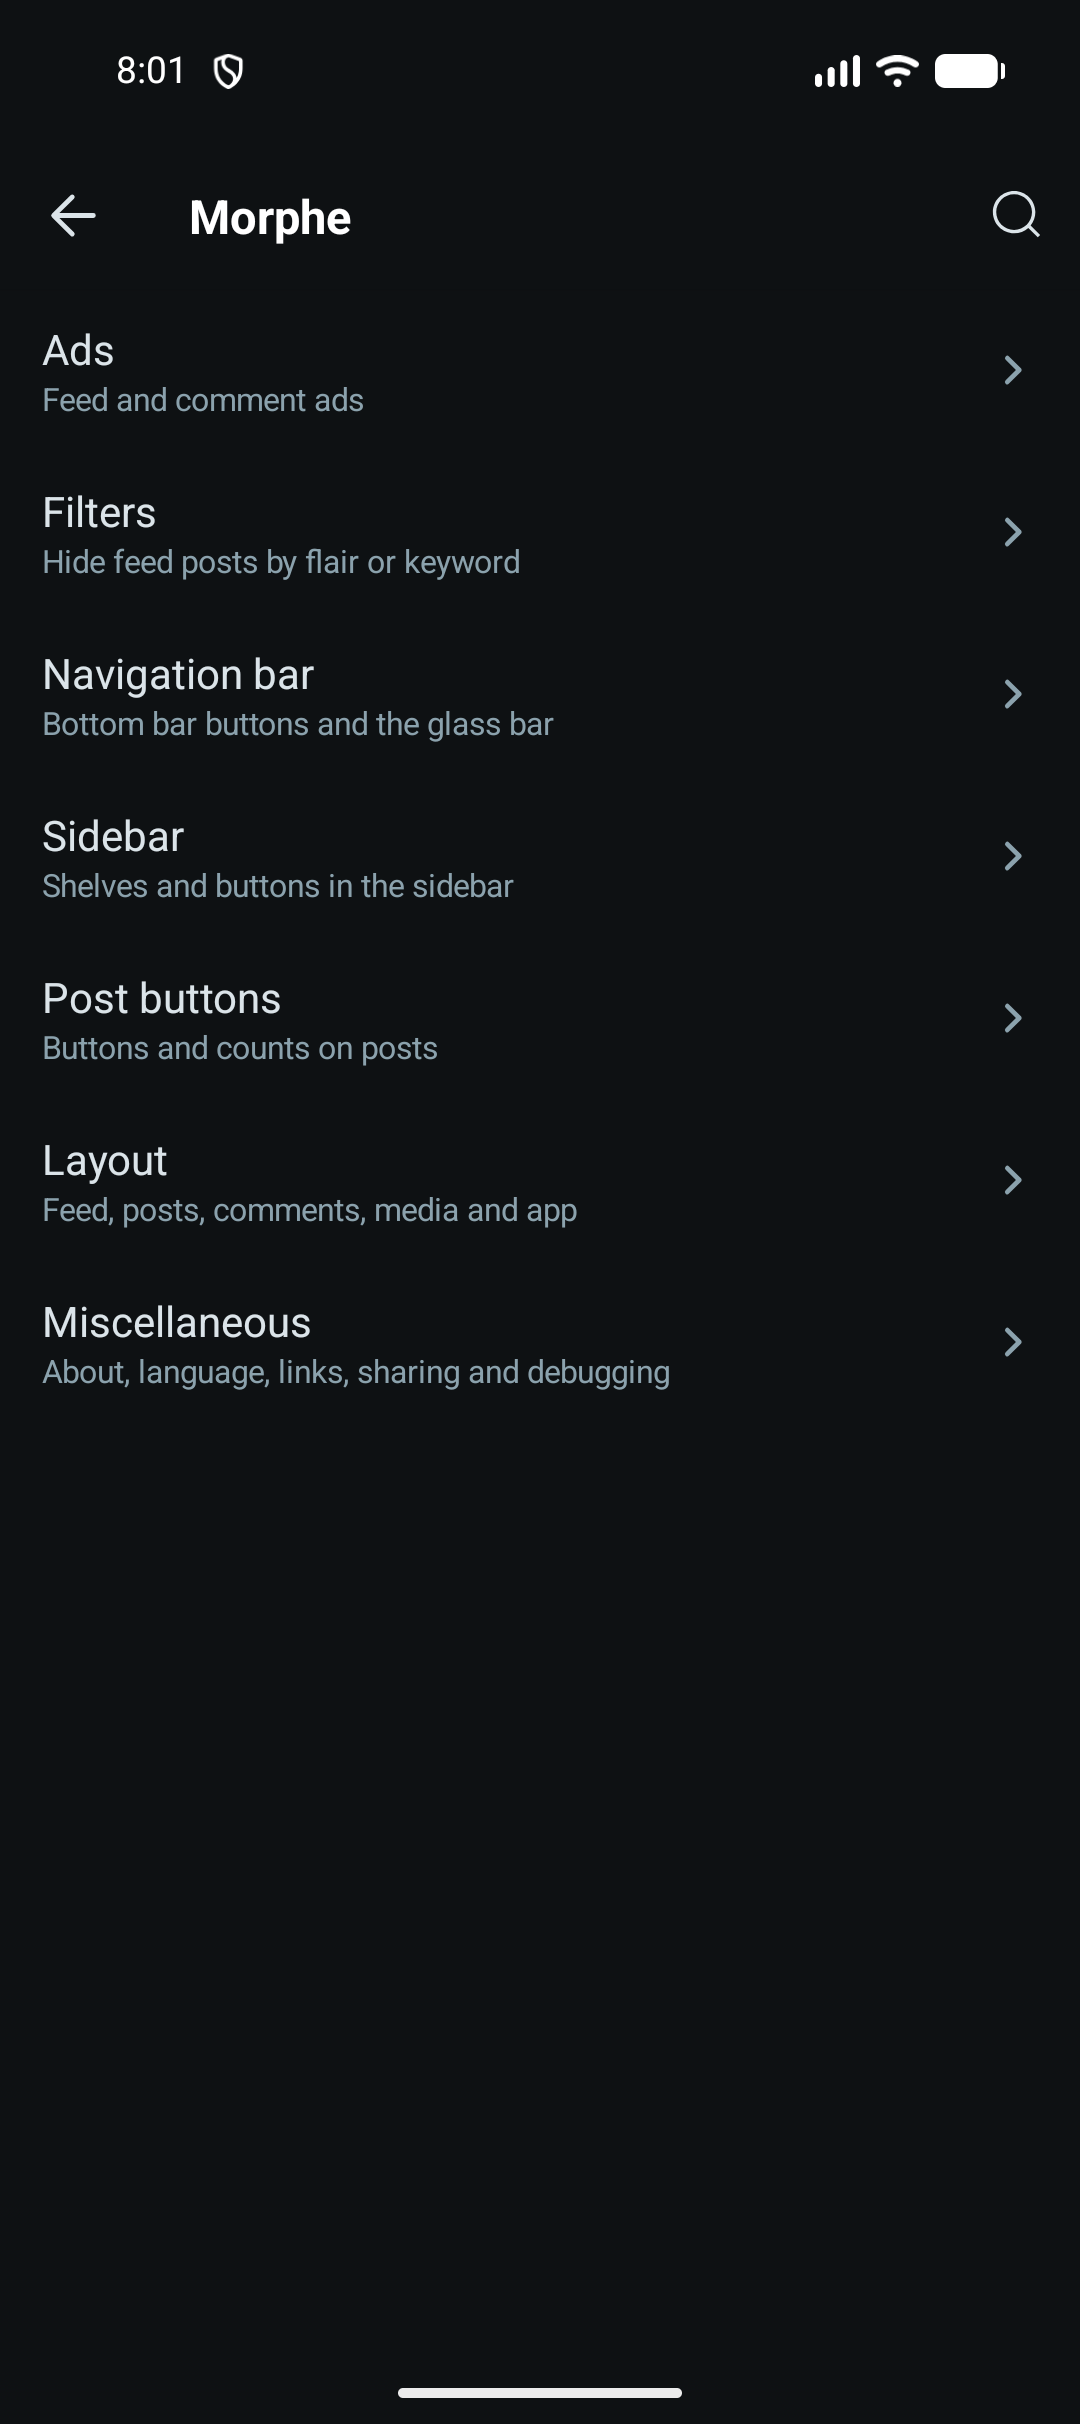 8:01
Morphe
Ads
Feed and comment ads
Filters
Hide feed posts by flair or keyword
Navigation bar
Bottom bar buttons and the glass bar
Sidebar
Shelves and buttons in the sidebar
Post buttons
Buttons and counts on posts
Layout
Feed, posts, comments, media and app
Miscellaneous
About, language, links, sharing and debugging